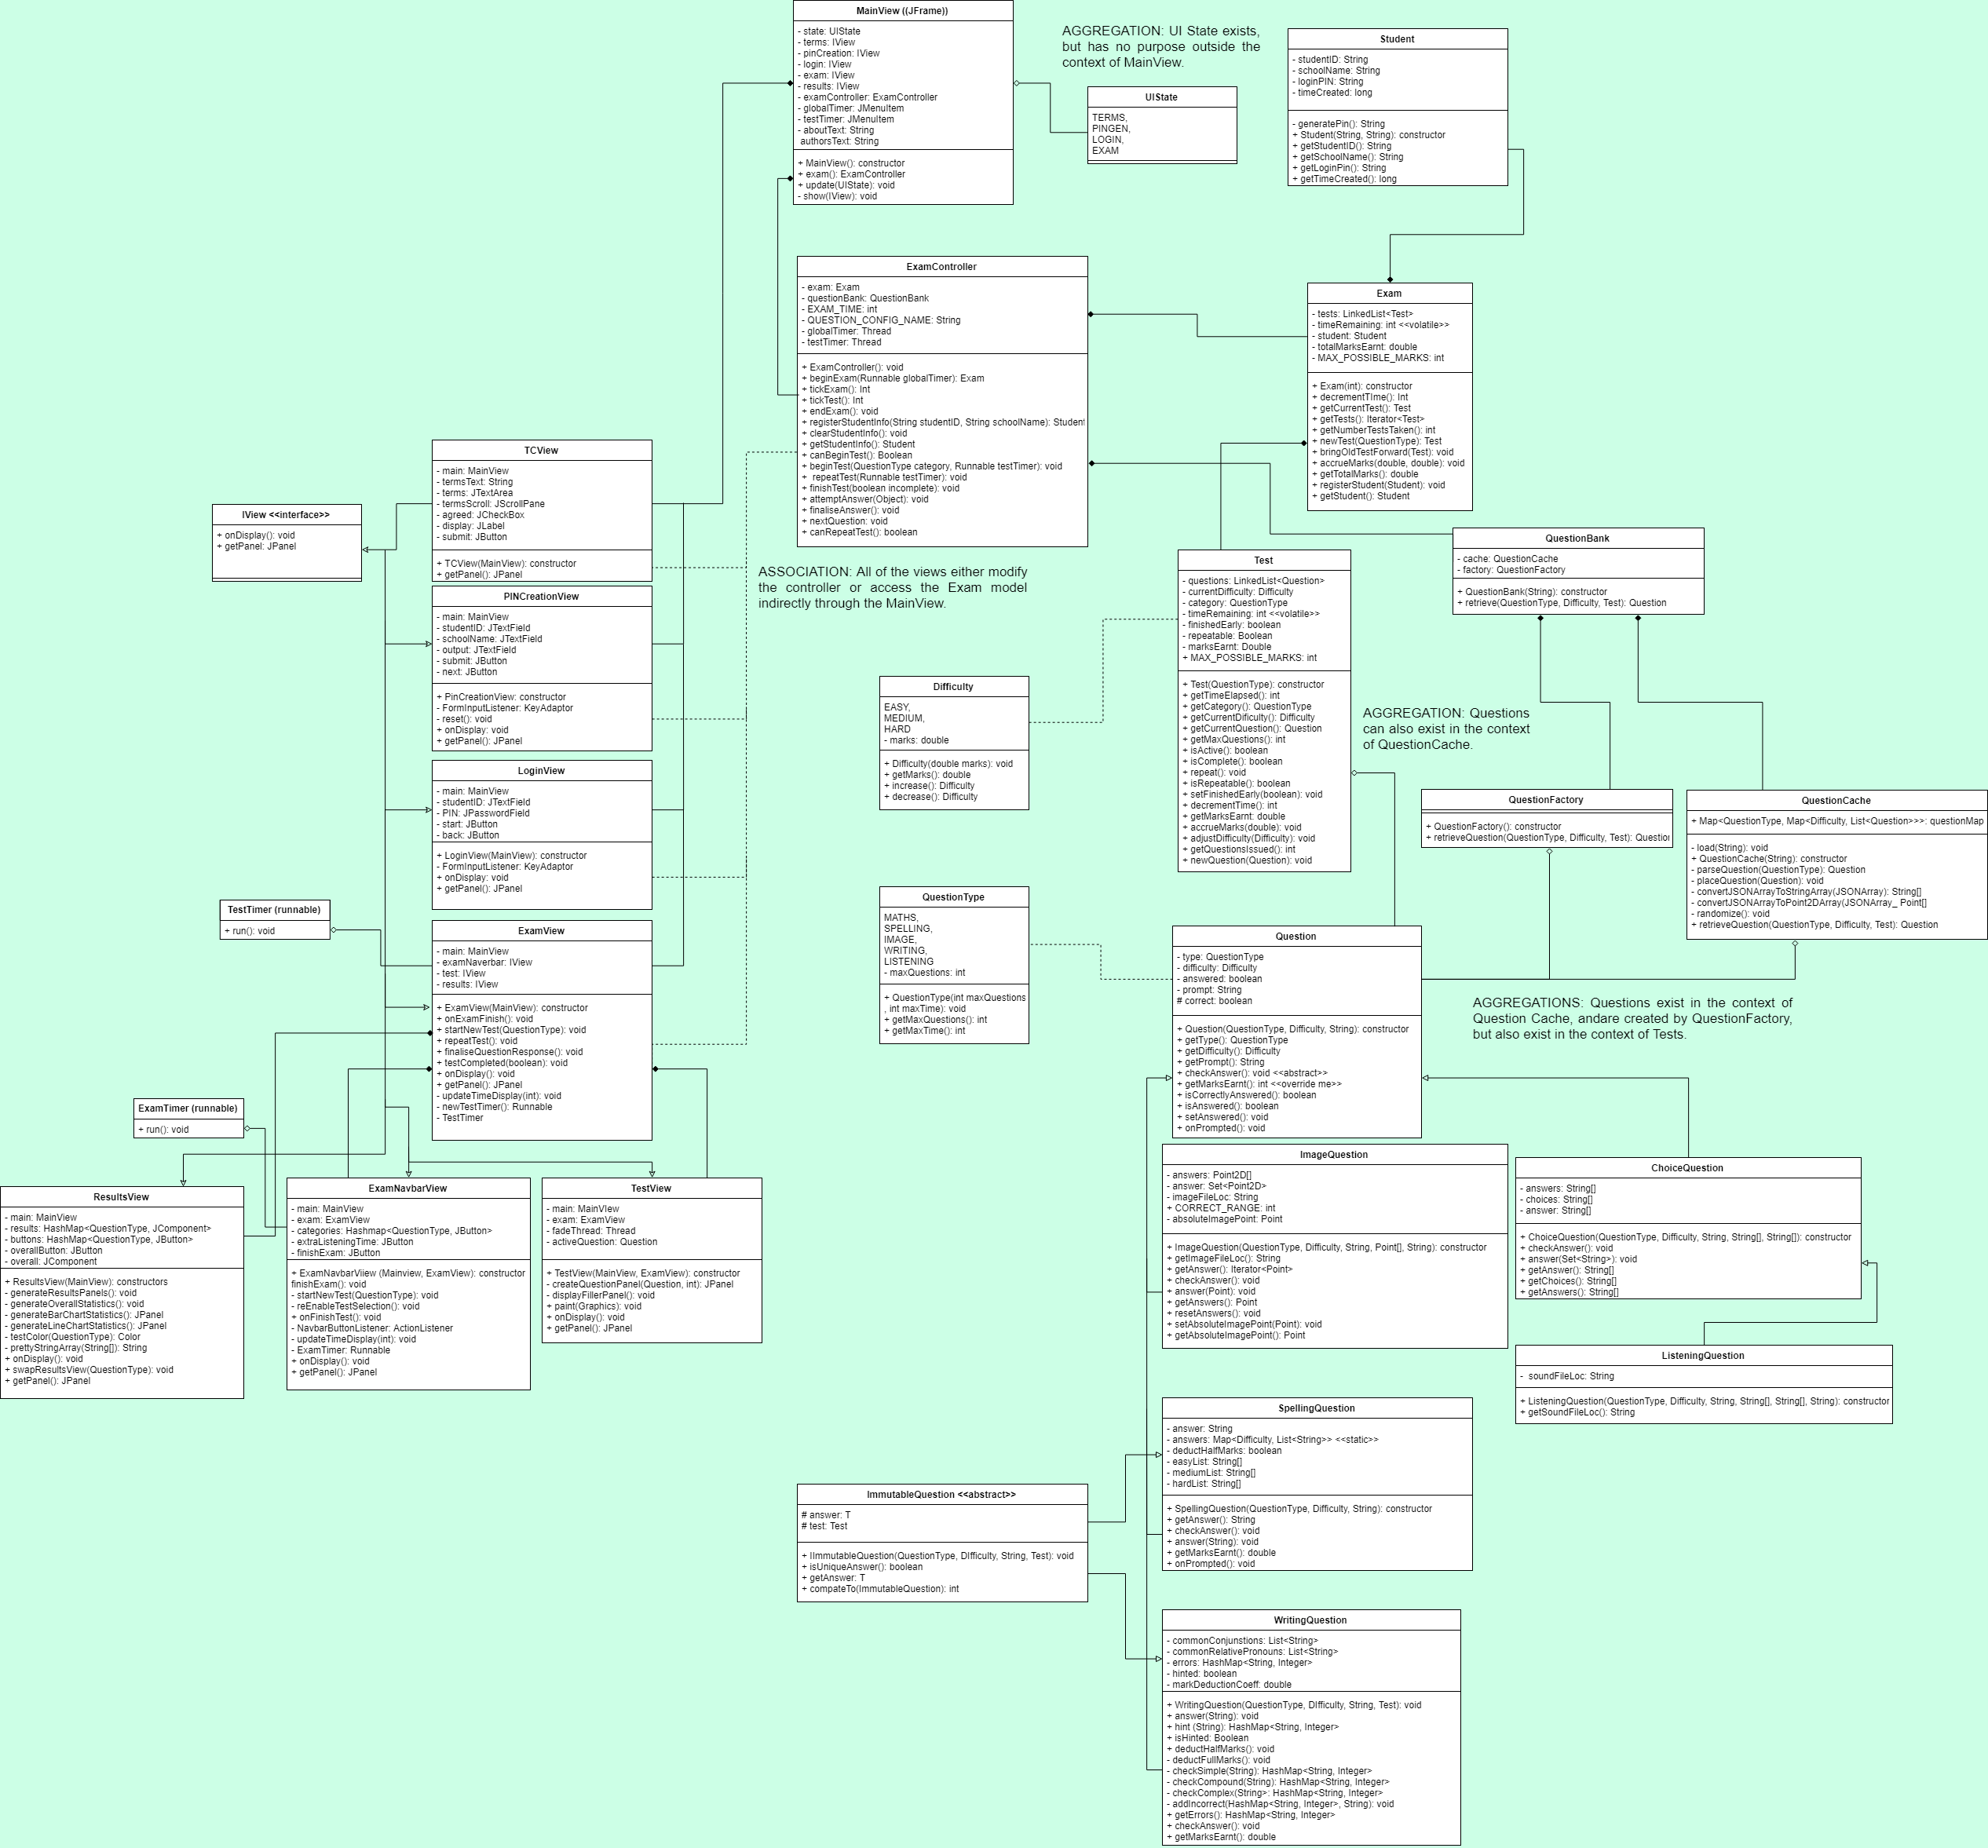 MainView ((JFrame))
- state: UIState
- terms: IView
- pinCreation: IView
- login: IView
- exam: IView
- results: IView
- examController: ExamController
- globalTimer: JMenuItem
- testTimer: JMenuItem
- aboutText: String
authorsText: String
+ MainView(): constructor
+ exam(): ExamController
+ update(UIState): void
- show(IView): void
AGGREGATION: UI State exists,
but has no purpose outside the
context of MainView.
UIState
TERMS,
PINGEN,
LOGIN,
EXAM
Student
- studentID: String
- schoolName: String
- loginPIN: String
- timeCreated: long
- generatePin(): String
+ Student(String, String): constructor
+ getStudentID(): String
+ getSchoolName(): String
+ getLoginPin(): String
+ getTimeCreated(): long
ExamController
- exam: Exam
- questionBank: QuestionBank
- EXAM_TIME: int
- QUESTION_CONFIG_NAME: String
- globalTimer: Thread
- testTimer: Thread
+ ExamController(): void
+ beginExam(Runnable globalTimer): Exam
+ tickExam(): Int
+ tickTest(): Int
+ endExam(): void
+ registerStudentInfo(String studentID, String schoolName): Student
+ clearStudentInfo(): void
+ getStudentInfo(): Student
+ canBeginTest(): Boolean
+ beginTest(QuestionType category, Runnable testTimer): void
+  repeatTest(Runnable testTimer): void
+ finishTest(boolean incomplete): void
+ attemptAnswer(Object): void
+ finaliseAnswer(): void
+ nextQuestion: void
+ canRepeatTest(): boolean
Exam
- tests: LinkedList<Test>
- timeRemaining: int <<volatile>>
- student: Student
- totalMarksEarnt: double
- MAX_POSSIBLE_MARKS: int
+ Exam(int): constructor
+ decrementTIme(): Int
+ getCurrentTest(): Test
+ getTests(): Iterator<Test>
+ getNumberTestsTaken(): int
+ newTest(QuestionType): Test
+ bringOldTestForward(Test): void
+ accrueMarks(double, double): void
+ getTotalMarks(): double
+ registerStudent(Student): void
+ getStudent(): Student
TCView
- main: MainView
- termsText: String
- terms: JTextArea
- termsScroll: JScrollPane
- agreed: JCheckBox
- display: JLabel
- submit: JButton
+ TCView(MainView): constructor
+ getPanel(): JPanel
IView <<interface>>
+ onDisplay(): void
+ getPanel: JPanel
ASSOCIATION: All of the views either modify
the controller or access the Exam model
indirectly through the MainView.
PINCreationView
- main: MainView
- studentID: JTextField
- schoolName: JTextField
- output: JTextField
- submit: JButton
- next: JButton
+ PinCreationView: constructor
- FormInputListener: KeyAdaptor
- reset(): void
+ onDisplay: void
+ getPanel(): JPanel
LoginView
- main: MainView
- studentID: JTextField
- PIN: JPasswordField
- start: JButton
- back: JButton
+ LoginView(MainView): constructor
- FormInputListener: KeyAdaptor
+ onDisplay: void
+ getPanel(): JPanel
QuestionBank
- cache: QuestionCache
- factory: QuestionFactory
+ QuestionBank(String): constructor
+ retrieve(QuestionType, Difficulty, Test): Question
Test
- questions: LinkedList<Question>
- currentDifficulty: Difficulty
- category: QuestionType
- timeRemaining: int <<volatile>>
- finishedEarly: boolean
- repeatable: Boolean
- marksEarnt: Double
+ MAX_POSSIBLE_MARKS: int
+ Test(QuestionType): constructor
+ getTimeElapsed(): int
+ getCategory(): QuestionType
+ getCurrentDificulty(): Difficulty
+ getCurrentQuestion(): Question
+ getMaxQuestions(): int
+ isActive(): boolean
+ isComplete(): boolean
+ repeat(): void
+ isRepeatable(): boolean
+ setFinishedEarly(boolean): void
+ decrementTime(): int
+ getMarksEarnt: double
+ accrueMarks(double): void
+ adjustDifficulty(Difficulty): void
+ getQuestionsIssued(): int
+ newQuestion(Question): void
Difficulty
EASY,
MEDIUM,
HARD
- marks: double
+ Difficulty(double marks): void
+ getMarks(): double
+ increase(): Difficulty
+ decrease(): Difficulty
AGGREGATION: Questions
can also exist in the context
of QuestionCache.
QuestionFactory
+ QuestionFactory(): constructor
+ retrieveQuestion(QuestionType, Difficulty, Test): Question
QuestionCache
+ Map<QuestionType, Map<Difficulty, List<Question>>>: questionMap
- load(String): void
+ QuestionCache(String): constructor
- parseQuestion(QuestionType): Question
- placeQuestion(Question): void
- convertJSONArrayToStringArray(JSONArray): String[]
- convertJSONArrayToPoint2DArray(JSONArray_ Point[]
- randomize(): void
+ retrieveQuestion(QuestionType, Difficulty, Test): Question
QuestionType
MATHS,
SPELLING,
IMAGE,
WRITING,
LISTENING
- maxQuestions: int
+ QuestionType(int maxQuestions
, int maxTime): void
+ getMaxQuestions(): int
+ getMaxTime(): int
TestTimer (runnable)
+ run(): void
ExamView
- main: MainView
- examNaverbar: IView
- test: IView
- results: IView
+ ExamView(MainView): constructor
+ onExamFinish(): void
+ startNewTest(QuestionType): void
+ repeatTest(): void
+ finaliseQuestionResponse(): void
+ testCompleted(boolean): void
+ onDisplay(): void
+ getPanel(): JPanel
- updateTimeDisplay(int): void
- newTestTimer(): Runnable
- TestTimer
Question
- type: QuestionType
- difficulty: Difficulty
- answered: boolean
- prompt: String
# correct: boolean
+ Question(QuestionType, Difficulty, String): constructor
+ getType(): QuestionType
+ getDifficulty(): Difficulty
+ getPrompt(): String
+ checkAnswer(): void <<abstract>>
+ getMarksEarnt(): int <<override me>>
+ isCorrectlyAnswered(): boolean
+ isAnswered(): boolean
+ setAnswered(): void
+ onPrompted(): void
AGGREGATIONS: Questions exist in the context of
Question Cache, andare created by QuestionFactory,
but also exist in the context of Tests.
ExamTimer (runnable)
+ run(): void
ResultsView
- main: MainView
- results: HashMap<QuestionType, JComponent>
- buttons: HashMap<QuestionType, JButton>
- overallButton: JButton
- overall: JComponent
+ ResultsView(MainView): constructors
+ generateResultsPanels(): void
- generateOverallStatistics(): void
- generateBarChartStatistics(): JPanel
- generateLineChartStatistics(): JPanel
- testColor(QuestionType): Color
- prettyStringArray(String[]): String
+ onDisplay(): void
+ swapResultsView(QuestionType): void
+ getPanel(): JPanel
ExamNavbarView
- main: MainView
- exam: ExamView
- categories: Hashmap<QuestionType, JButton>
- extraListeningTime: JButton
- finishExam: JButton
+ ExamNavbarVIiew (Mainview, ExamView): constructor
finishExam(): void
- startNewTest(QuestionType): void
- reEnableTestSelection(): void
+ onFinishTest(): void
- NavbarButtonListener: ActionListener
- updateTimeDisplay(int): void
- ExamTimer: Runnable
+ onDisplay(): void
+ getPanel(): JPanel
TestView
- main: MainVIew
- exam: ExamView
- fadeThread: Thread
- activeQuestion: Question
+ TestView(MainView, ExamView): constructor
- createQuestionPanel(Question, int): JPanel
- displayFillerPanel(): void
+ paint(Graphics): void
+ onDisplay(): void
+ getPanel(): JPanel
ImageQuestion
- answers: Point2D[]
- answer: Set<Point2D>
- imageFileLoc: String
+ CORRECT_RANGE: int
- absoluteImagePoint: Point
+ ImageQuestion(QuestionType, Difficulty, String, Point[], String): constructor
+ getImageFileLoc(): String
+ getAnswer(): Iterator<Point>
+ checkAnswer(): void
+ answer(Point): void
+ getAnswers(): Point
+ resetAnswers(): void
+ setAbsoluteImagePoint(Point): void
+ getAbsoluteImagePoint(): Point
ChoiceQuestion
- answers: String[]
- choices: String[]
- answer: String[]
+ ChoiceQuestion(QuestionType, Difficulty, String, String[], String[]): constructor
+ checkAnswer(): void
+ answer(Set<String>): void
+ getAnswer(): String[]
+ getChoices(): String[]
+ getAnswers(): String[]
ListeningQuestion
-  soundFileLoc: String
+ ListeningQuestion(QuestionType, Difficulty, String, String[], String[], String): constructor
+ getSoundFileLoc(): String
SpellingQuestion
- answer: String
- answers: Map<Difficulty, List<String>> <<static>>
- deductHalfMarks: boolean
- easyList: String[]
- mediumList: String[]
- hardList: String[]
+ SpellingQuestion(QuestionType, Difficulty, String): constructor
+ getAnswer(): String
+ checkAnswer(): void
+ answer(String): void
+ getMarksEarnt(): double
+ onPrompted(): void
ImmutableQuestion <<abstract>>
# answer: T
# test: Test
+ IImmutableQuestion(QuestionType, DIfficulty, String, Test): void
+ isUniqueAnswer(): boolean
+ getAnswer: T
+ compateTo(ImmutableQuestion): int
WritingQuestion
- commonConjunstions: List<String>
- commonRelativePronouns: List<String>
- errors: HashMap<String, Integer>
- hinted: boolean
- markDeductionCoeff: double
+ WritingQuestion(QuestionType, DIfficulty, String, Test): void
+ answer(String): void
+ hint (String): HashMap<String, Integer>
+ isHinted: Boolean
+ deductHalfMarks(): void
- deductFullMarks(): void
- checkSimple(String): HashMap<String, Integer>
- checkCompound(String): HashMap<String, Integer>
- checkComplex(String>: HashMap<String, Integer>
- addIncorrect(HashMap<String, Integer>, String): void
+ getErrors(): HashMap<String, Integer>
+ checkAnswer(): void
+ getMarksEarnt(): double